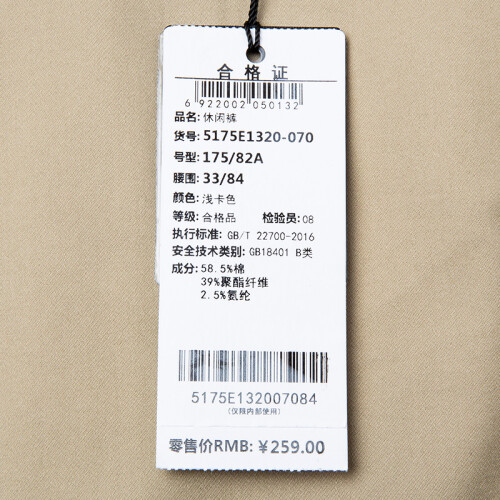 合格证
6 922002 050132
品名: 休闲裤
货号: 5175E1320-070
号型: 175/82A
腰围: 33/84
颜色: 浅卡色
等级: 合格品 检验员: 08
执行标准: GB/T 22700-2016
安全技术类别: GB18401 B类
成分: 58.5%棉
39%聚酯纤维
2.5%氨纶
5175E132007084
(仅限内部使用)
零售价RMB: ¥259.00